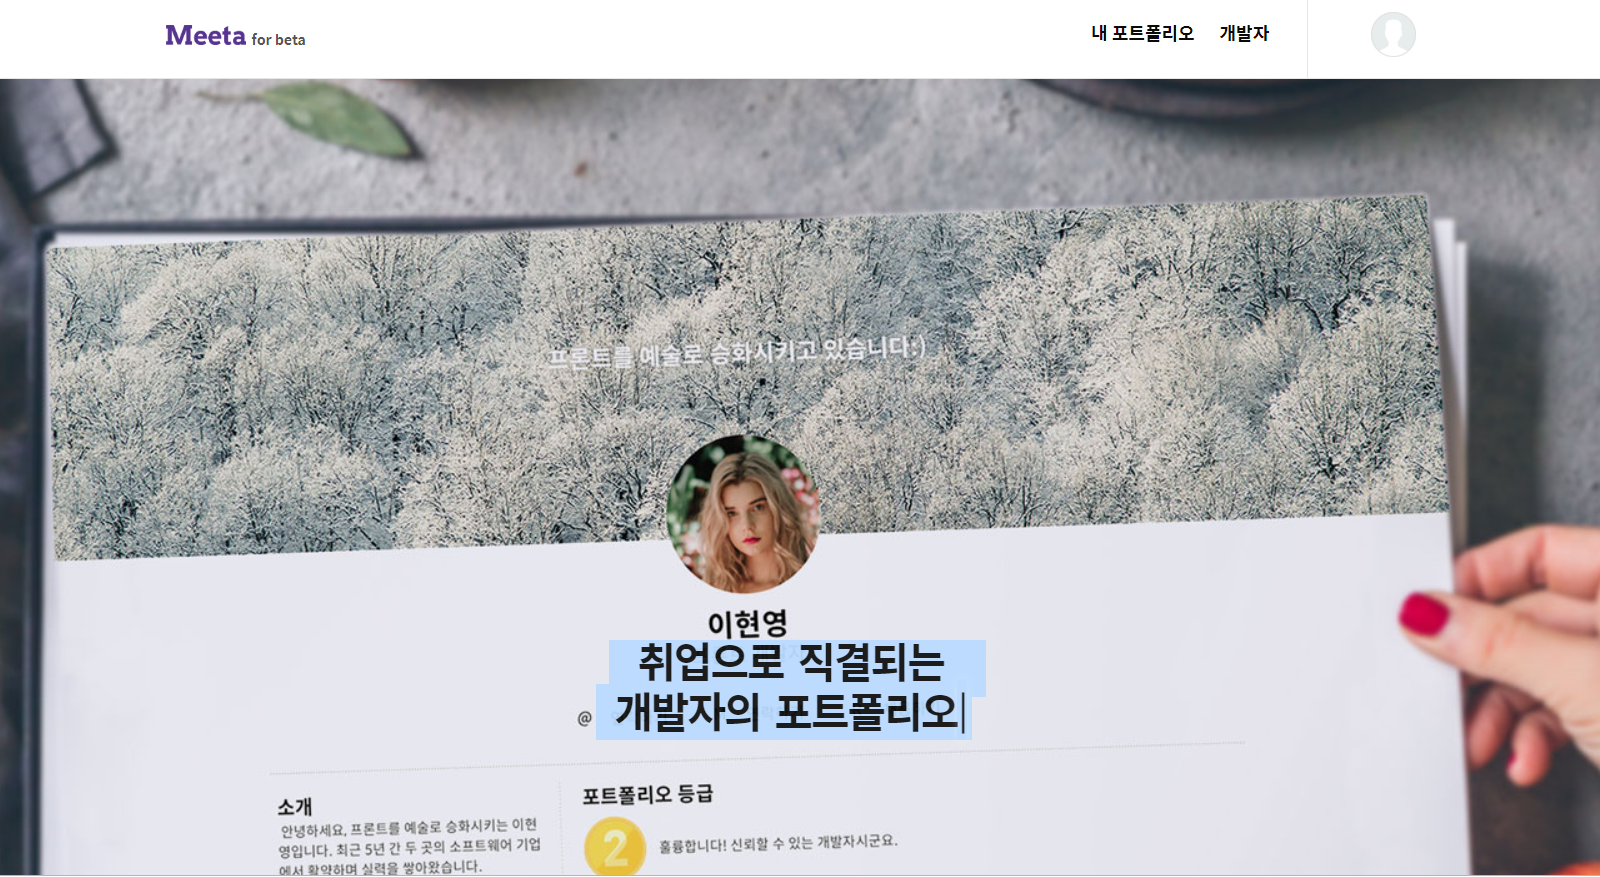 Meeta for beta
내 포트폴리오
개발자
프론트를 예술로 승화시키고 있습니다:)
이현영
취업으로 직결되는
@
개발자의 포트폴리오|
소개
안녕하세요, 프론트를 예술로 승화시키는 이현
영입니다. 최근 5년 간 두 곳의 소프트웨어 기업
에서 활약하며 실력을 쌓아왔습니다.
포트폴리오 등급
2
훌륭합니다! 신뢰할 수 있는 개발자시군요.